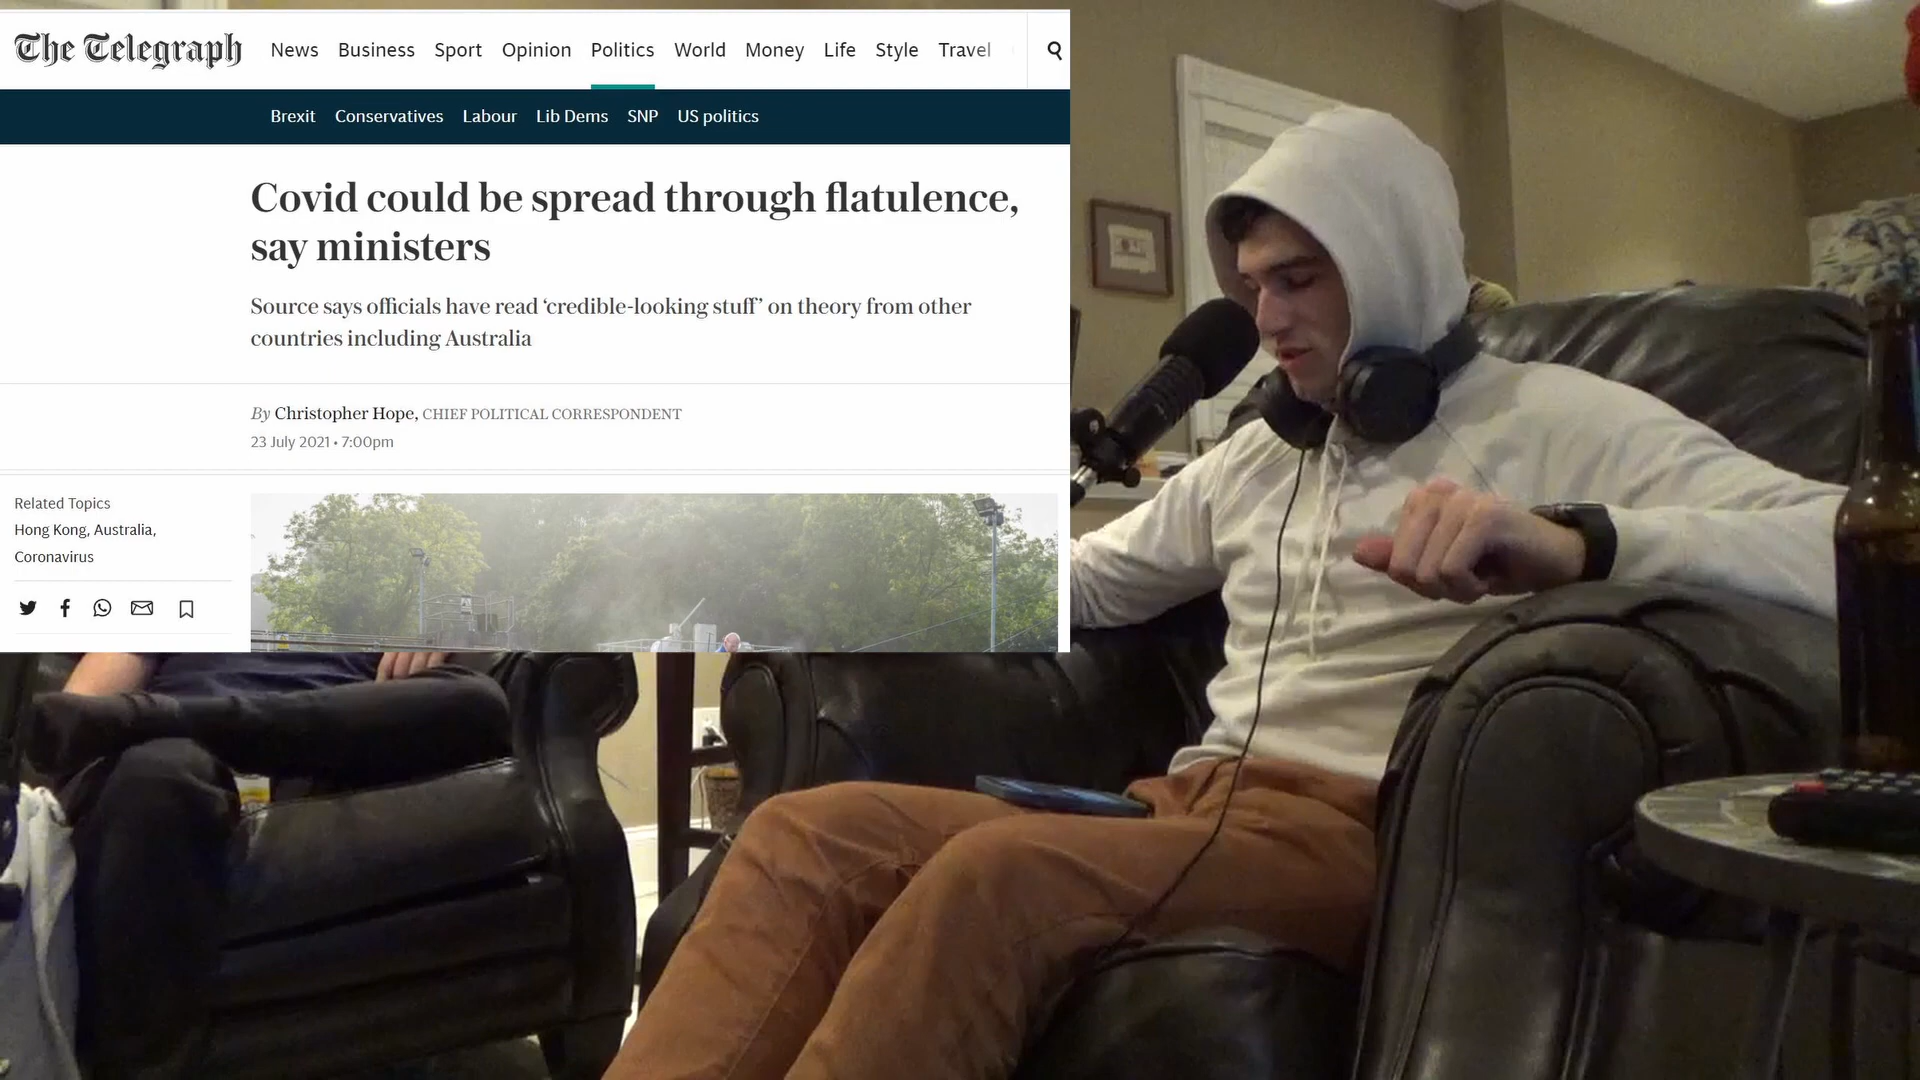 The Telegraph
News Business Sport Opinion Politics World Money Life Style Travel
Brexit Conservatives Labour Lib Dems SNP US politics
Covid could be spread through flatulence,
say ministers
Source says officials have read ‘credible-looking stuff’ on theory from other
countries including Australia
By Christopher Hope, CHIEF POLITICAL CORRESPONDENT
23 July 2021 • 7:00pm
Related Topics
Hong Kong, Australia,
Coronavirus